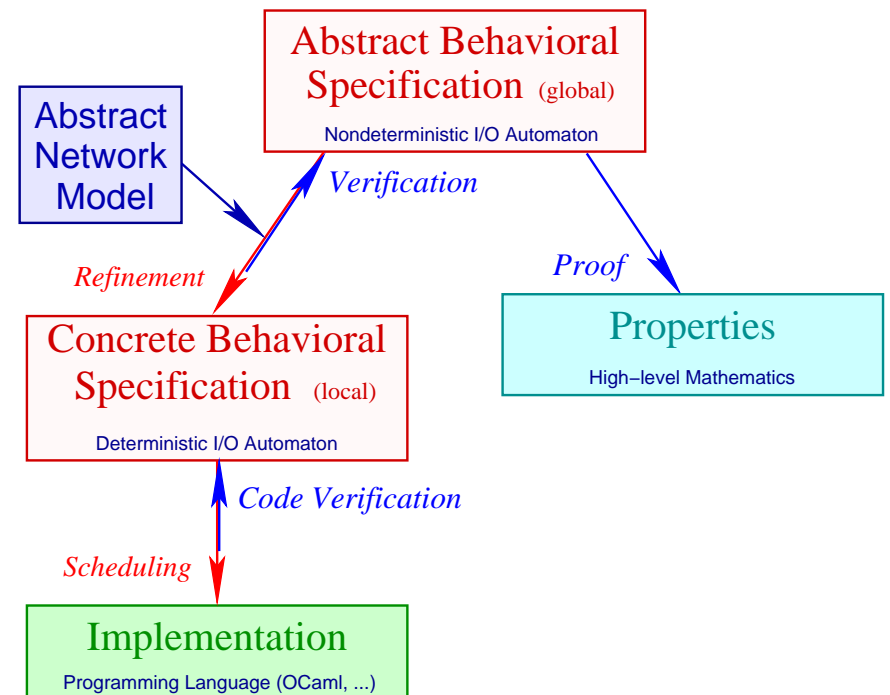 Abstract Behavioral
Specification (global)
Nondeterministic I/O Automaton
Abstract
Network
Model
Verification
Refinement
Proof
Concrete Behavioral
Specification (local)
Deterministic I/O Automaton
Properties
High−level Mathematics
Code Verification
Scheduling
Implementation
Programming Language (OCaml, ...)